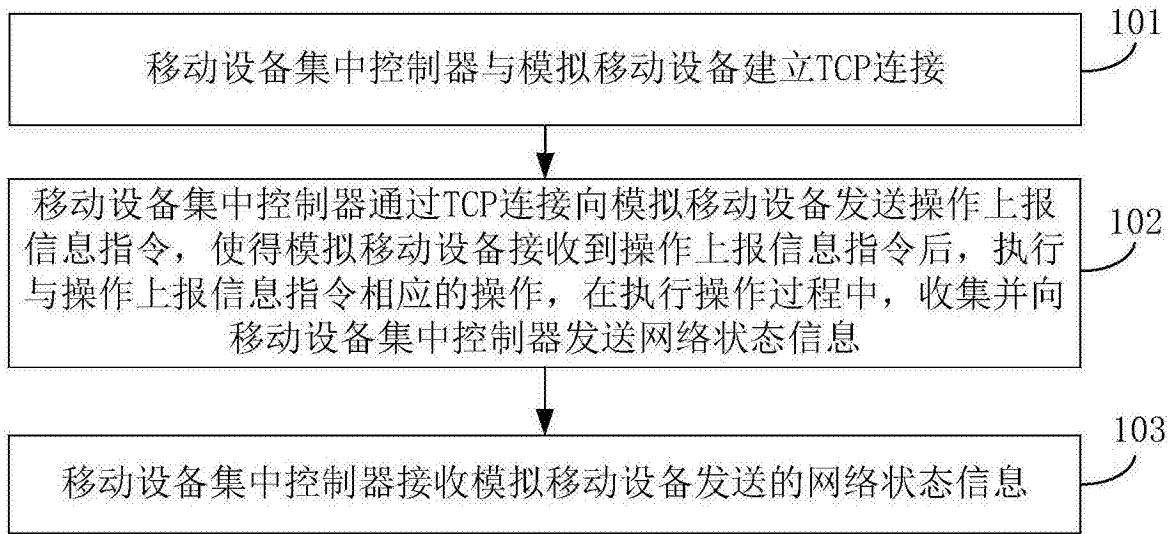 101
移动设备集中控制器与模拟移动设备建立TCP连接
移动设备集中控制器通过TCP连接向模拟移动设备发送操作上报
信息指令，使得模拟移动设备接收到操作上报信息指令后，执行
与操作上报信息指令相应的操作，在执行操作过程中，收集并向
移动设备集中控制器发送网络状态信息
102
移动设备集中控制器接收模拟移动设备发送的网络状态信息
103